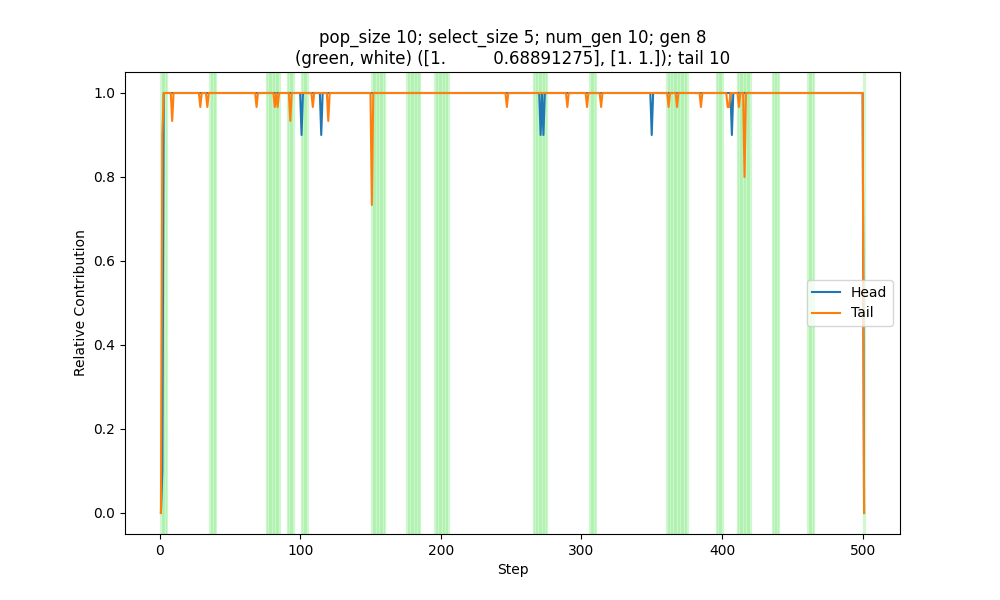 pop_size 10; select_size 5; num_gen 10; gen 8
(green, white) ([1.         0.68891275], [1. 1.]); tail 10
1.0
0.8
0.6
0.4
0.2
0.0
Relative Contribution
Head
Tail
0
100
200
300
400
500
Step